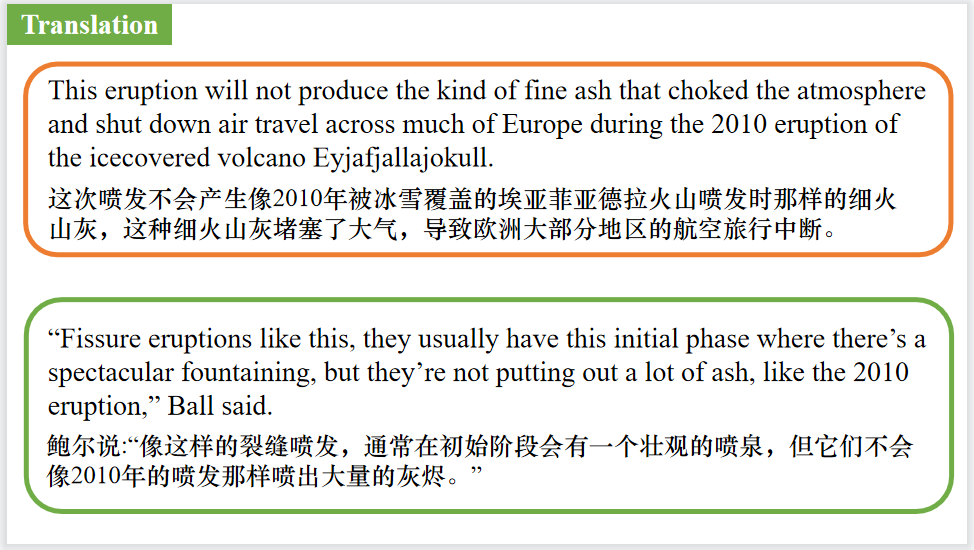 Translation
This eruption will not produce the kind of fine ash that choked the atmosphere
and shut down air travel across much of Europe during the 2010 eruption of
the icecovered volcano Eyjafjallajokull.
这次喷发不会产生像2010年被冰雪覆盖的埃亚菲亚德拉火山喷发时那样的细火
山灰，这种细火山灰堵塞了大气，导致欧洲大部分地区的航空旅行中断。
“Fissure eruptions like this, they usually have this initial phase where there’s a
spectacular fountaining, but they’re not putting out a lot of ash, like the 2010
eruption,” Ball said.
鲍尔说:“像这样的裂缝喷发，通常在初始阶段会有一个壮观的喷泉，但它们不会
像2010年的喷发那样喷出大量的灰烬。”